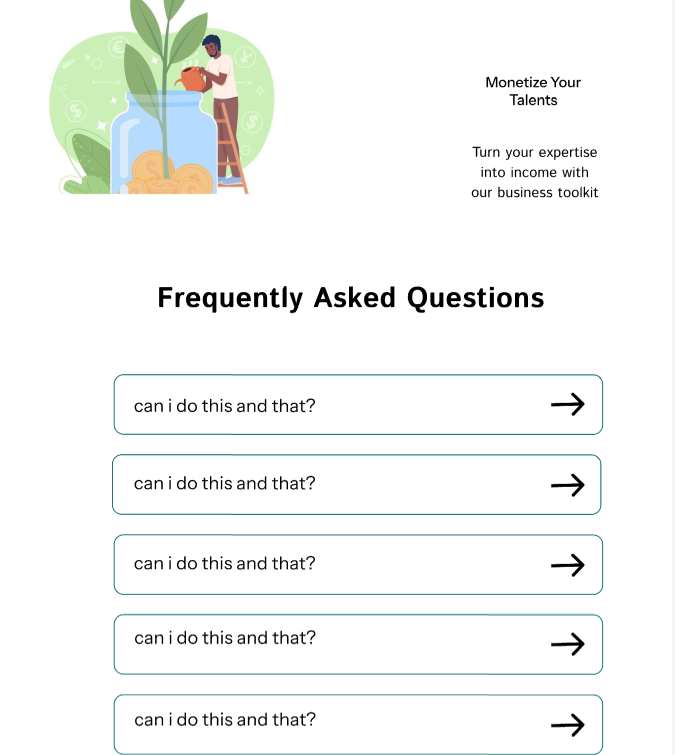 Monetize Your
Talents
Turn your expertise
into income with
our business toolkit
Frequently Asked Questions
can i do this and that?
can i do this and that?
can i do this and that?
can i do this and that?
can i do this and that?